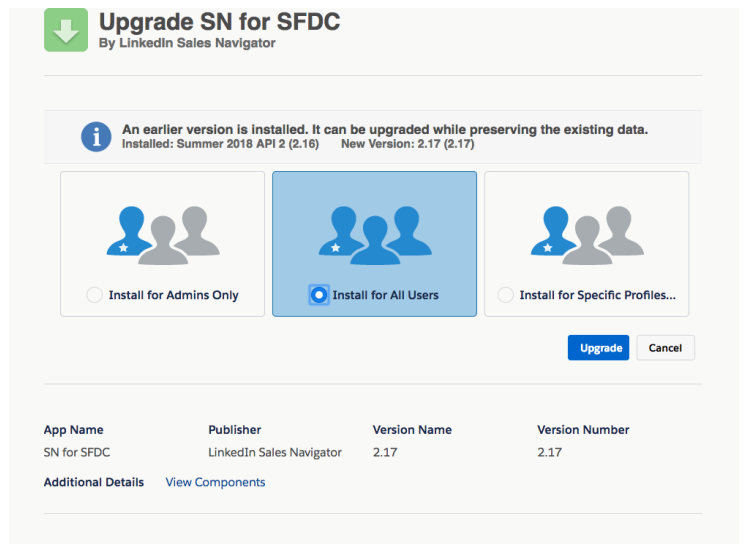 Upgrade SN for SFDC
By LinkedIn Sales Navigator
An earlier version is installed. It can be upgraded while preserving the existing data.
Installed: Summer 2018 API 2 (2.16) New Version: 2.17 (2.17)
Install for Admins Only Install for All Users Install for Specific Profiles...
Upgrade Cancel
App Name Publisher Version Name Version Number
SN for SFDC LinkedIn Sales Navigator 2.17 2.17
Additional Details View Components